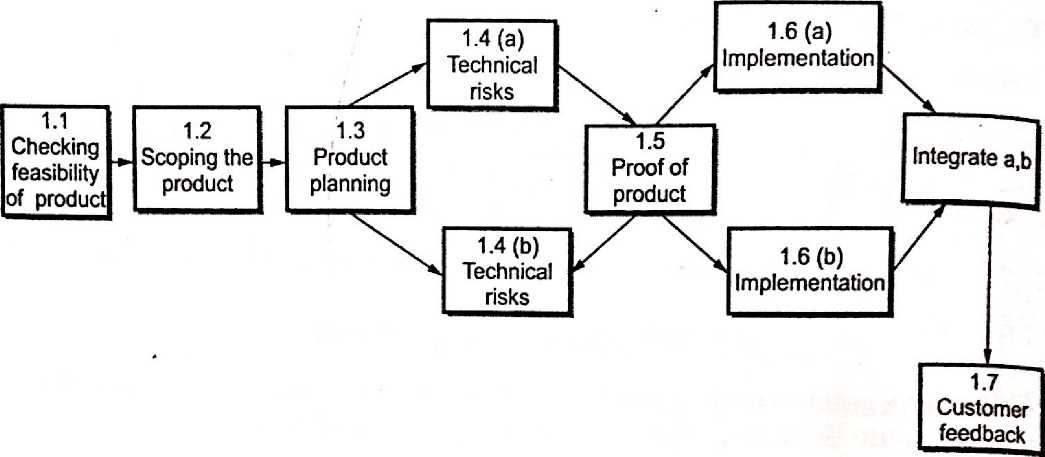 1.1
Checking
feasibility
of product
1.2
Scoping the
product
1.3
Product
planning
1.4 (a)
Technical
risks
1.4 (b)
Technical
risks
1.5
Proof of
product
1.6 (a)
Implementation
1.6 (b)
Implementation
Integrate a,b
1.7
Customer
feedback